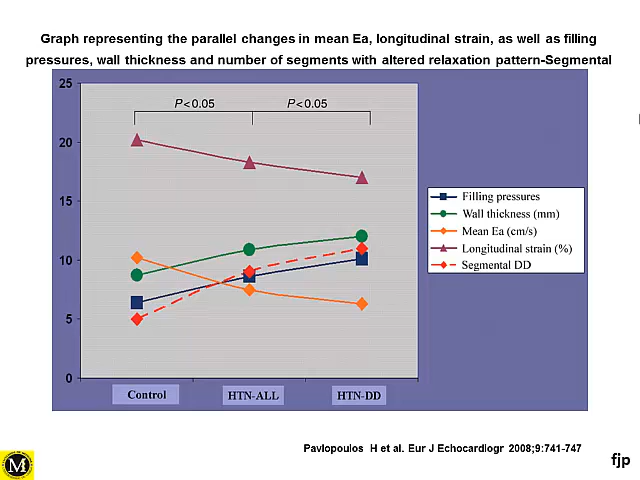 Graph representing the parallel changes in mean Ea, longitudinal strain, as well as filling
pressures, wall thickness and number of segments with altered relaxation pattern-Segmental
25
20
15
10
5
0
P<0.05 P<0.05
Filling pressures
Wall thickness (mm)
Mean Ea (cm/s)
Longitudinal strain (%)
Segmental DD
Control HTN-ALL HTN-DD
Pavlopoulos H et al. Eur J Echocardiogr 2008;9:741-747
M
fjp